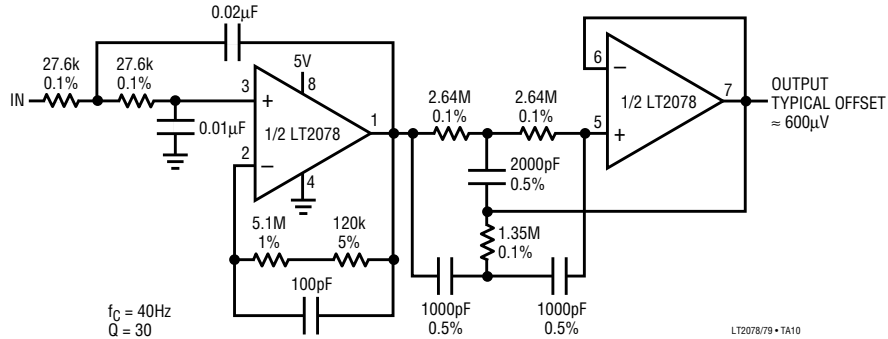 0.02µF
27.6k
0.1%
27.6k
0.1%
IN
0.01µF
5V
8
3
+
1/2 LT2078
1
2
–
4
5.1M
1%
120k
5%
100pF
2.64M
0.1%
2.64M
0.1%
2000pF
0.5%
1.35M
0.1%
1000pF
0.5%
1000pF
0.5%
6
–
1/2 LT2078
7
5
+
OUTPUT
TYPICAL OFFSET
≈ 600µV
fC = 40Hz
Q = 30
LT2078/79 • TA10